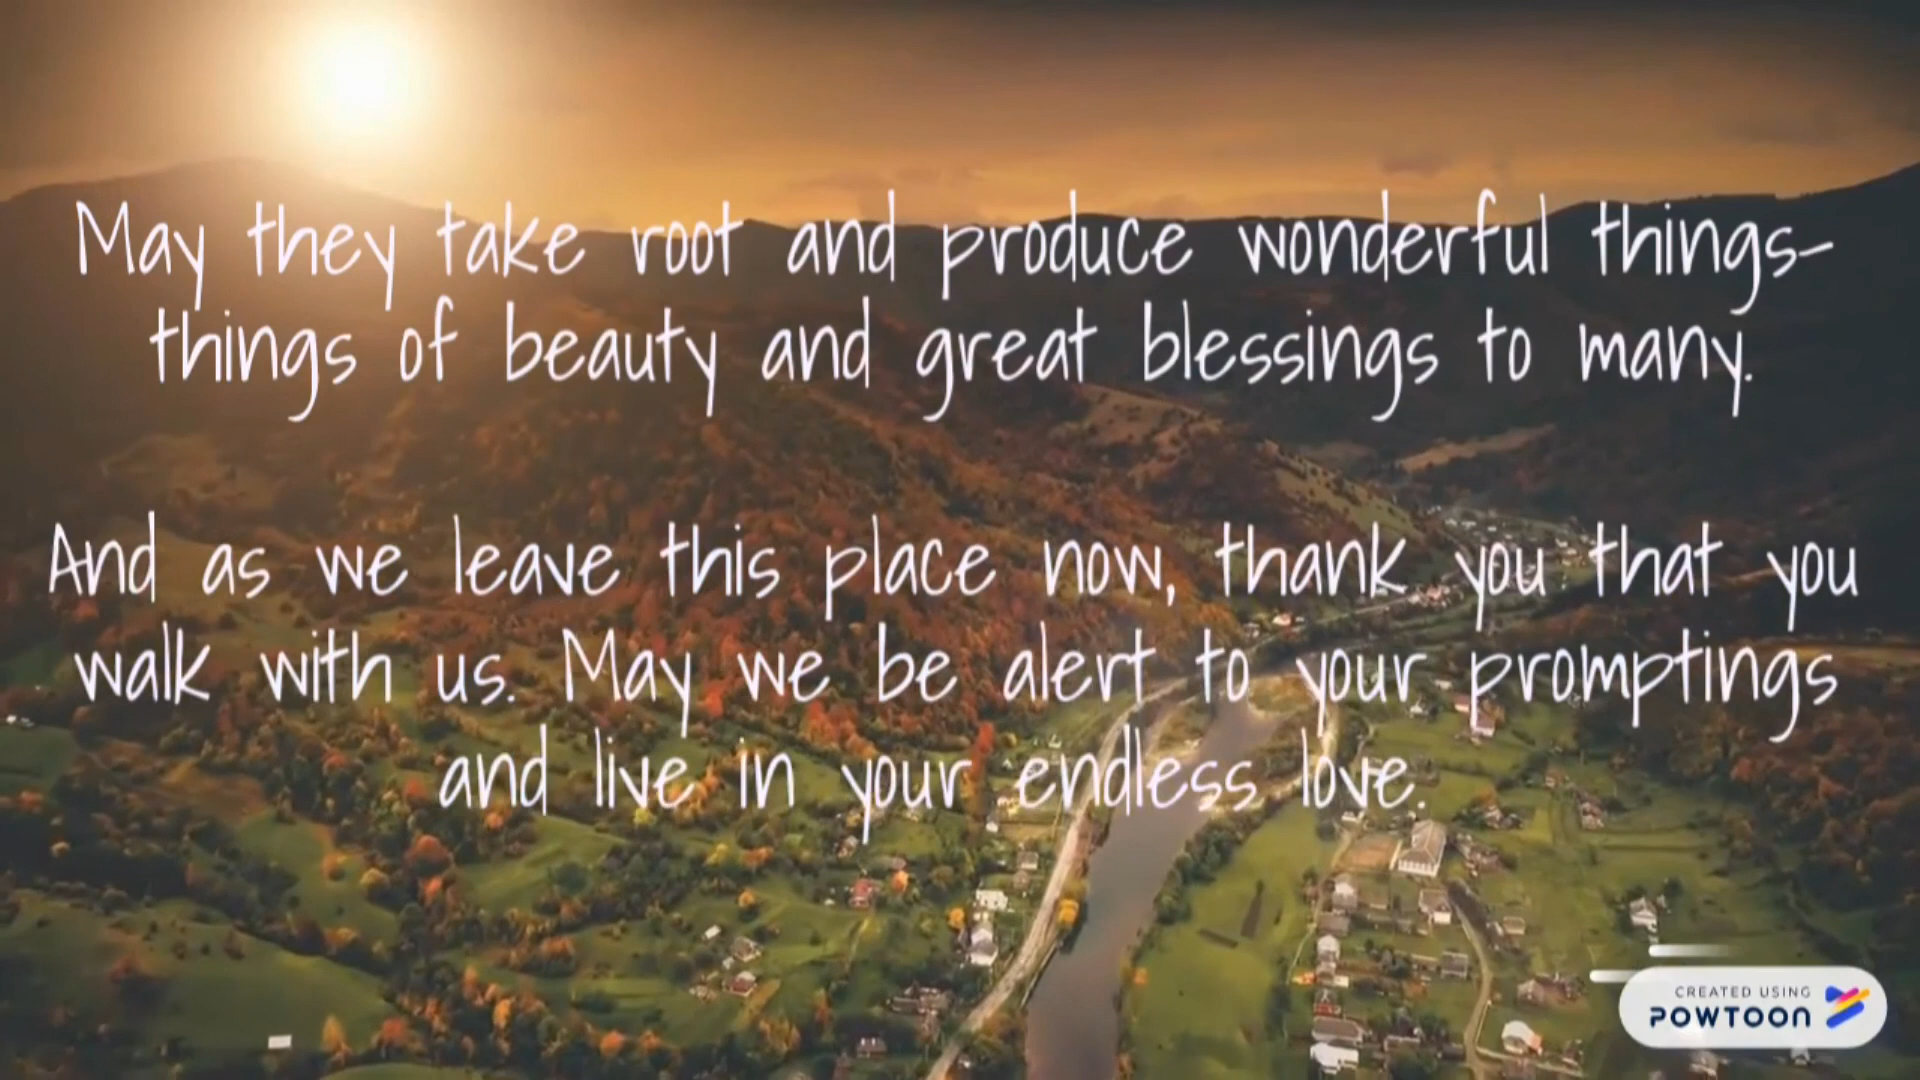 May they take root and produce wonderful things-
things of beauty and great blessings to many.
And as we leave this place now, thank you that you
walk with us. May we be alert to your promptings
and live in your endless love.
CREATED USING
POWTOON